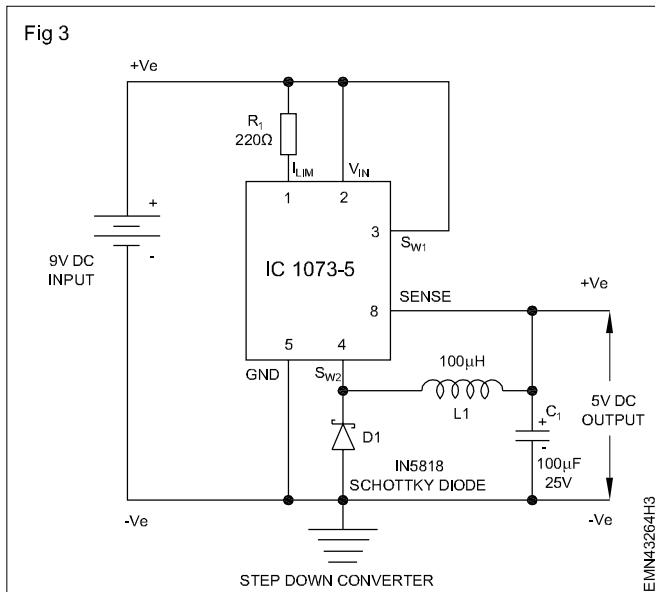 Fig 3
+Ve
R1
220Ω
ILIM
VIN
1
2
3
SW1
+
-
9V DC
INPUT
IC 1073-5
8
SENSE
+Ve
5
4
GND
SW2
100µH
L1
C1
+
-
5V DC
OUTPUT
D1
IN5818
SCHOTTKY DIODE
100µF
25V
-Ve
-Ve
STEP DOWN CONVERTER
EMN43264H3